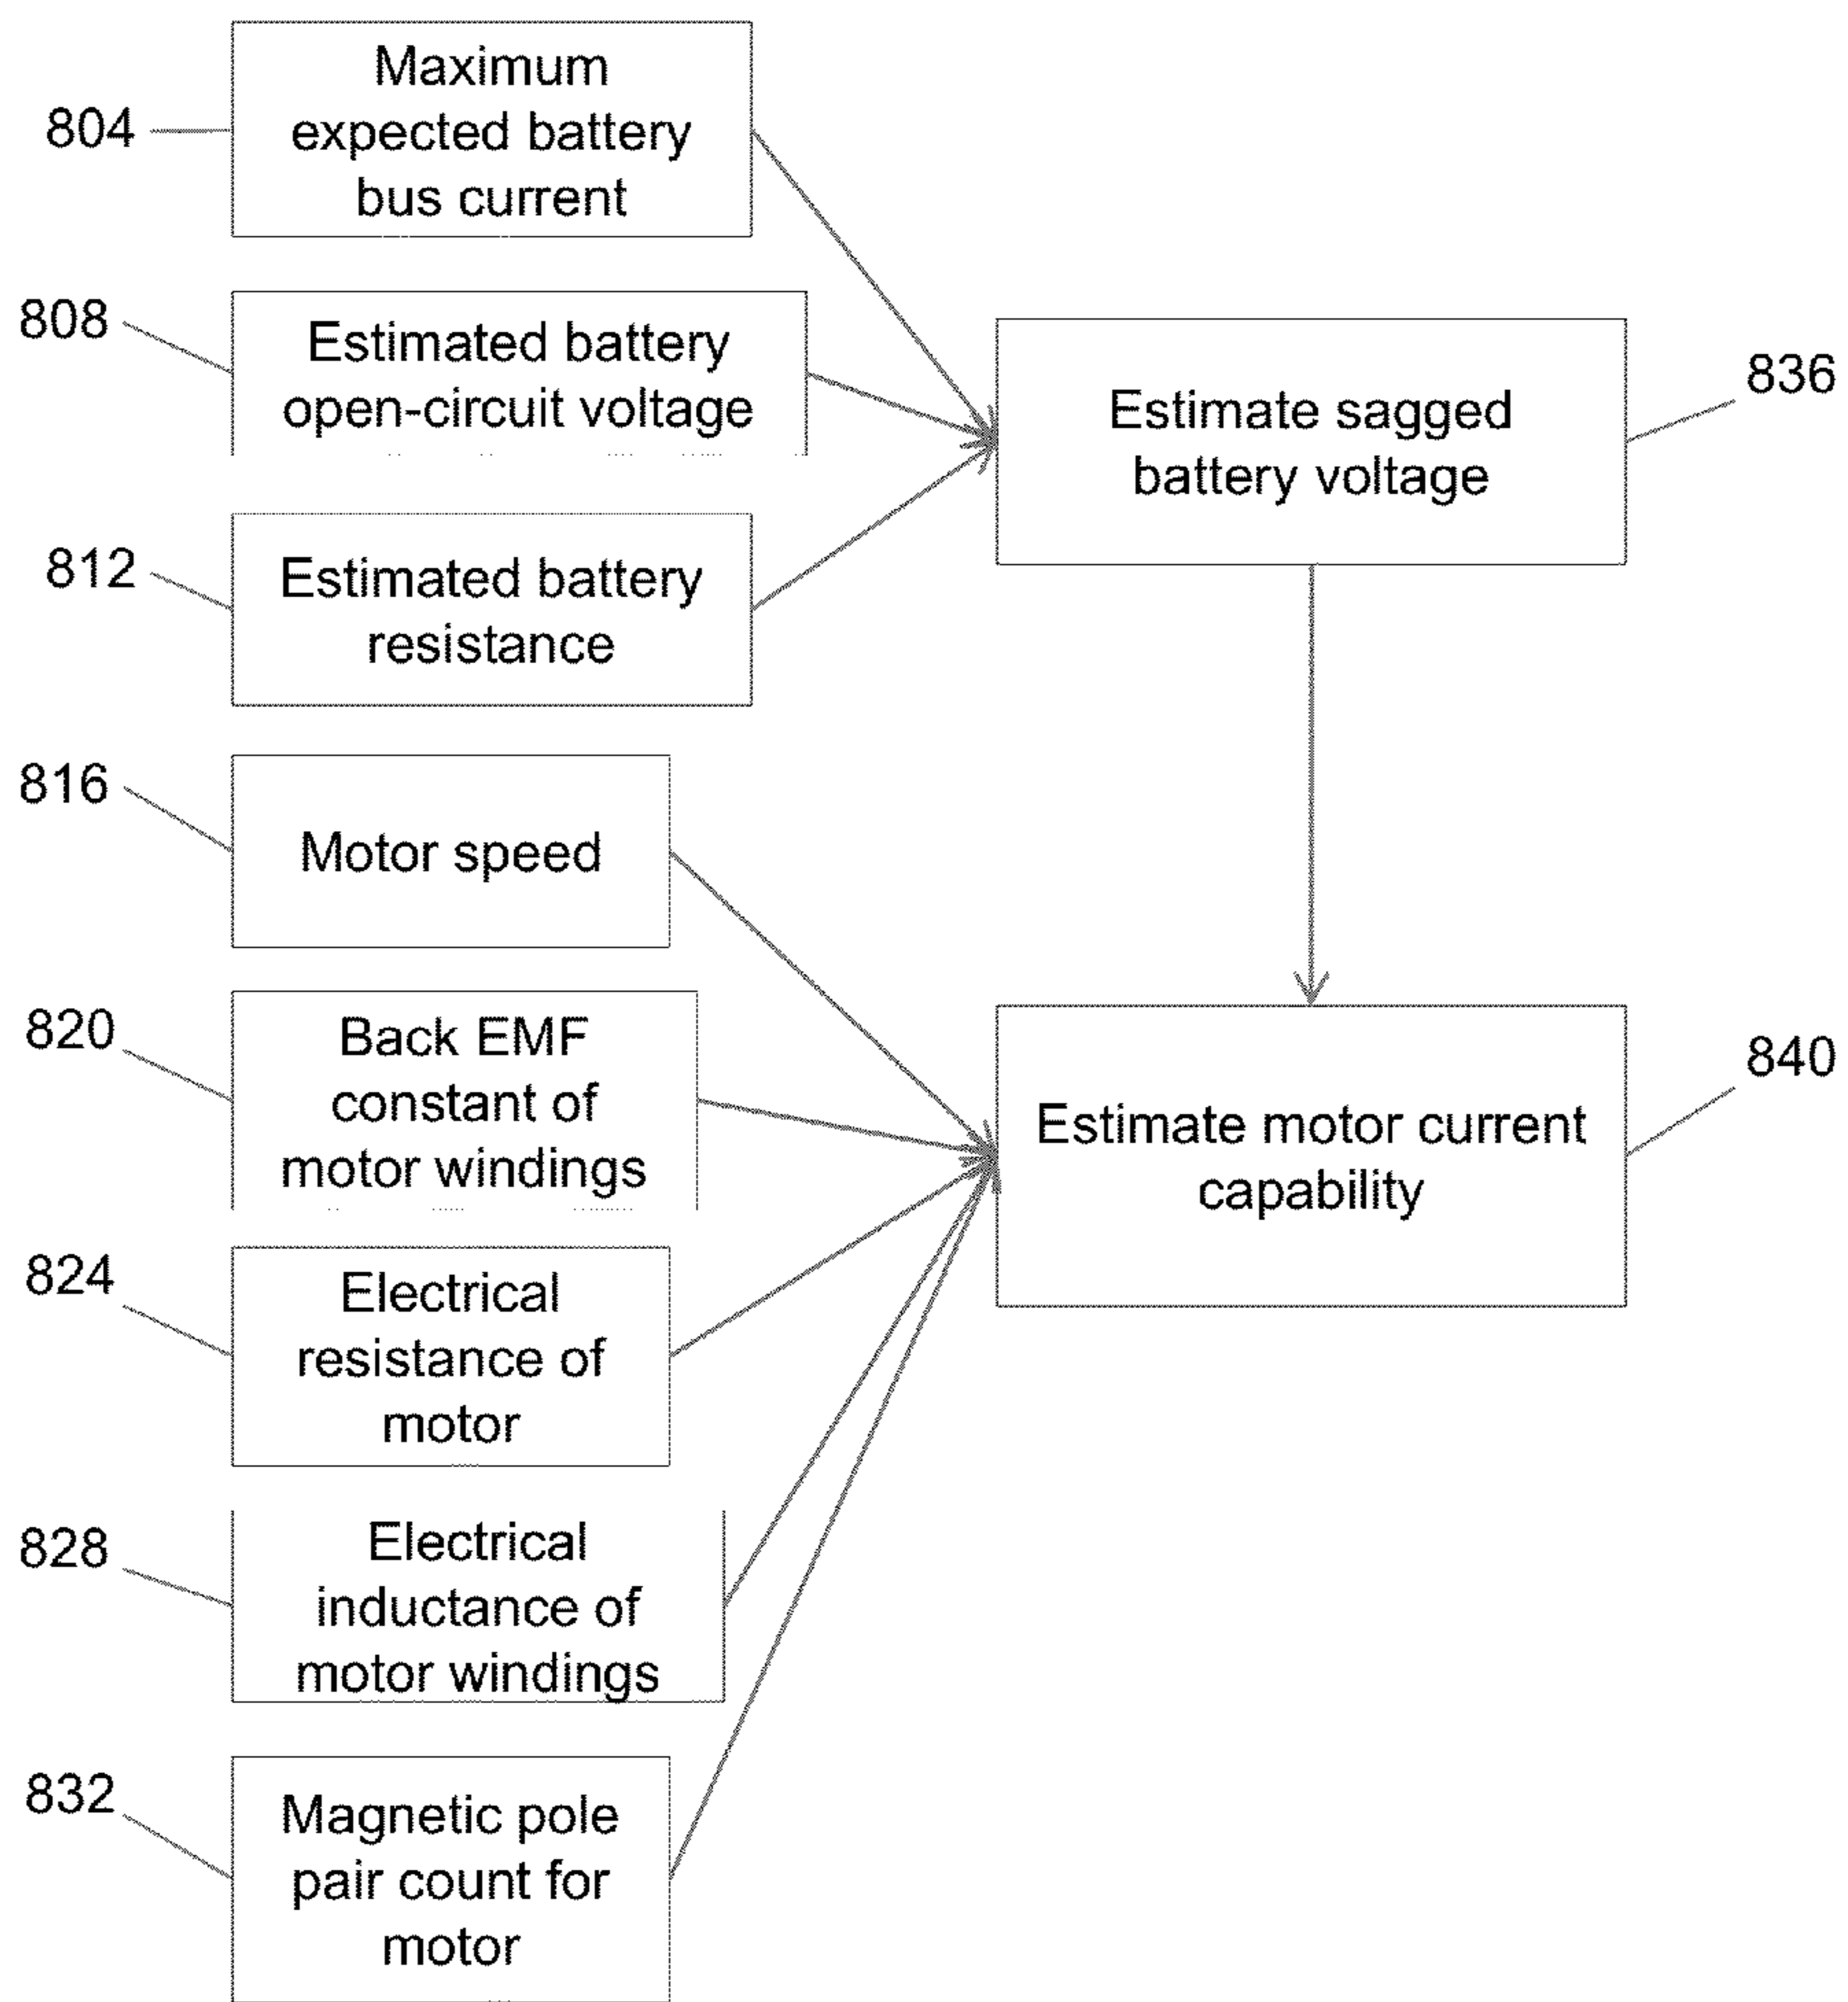 804
Maximum
expected battery
bus current
808
Estimated battery
open-circuit voltage
812
Estimated battery
resistance
836
Estimate sagged
battery voltage
816
Motor speed
820
Back EMF
constant of
motor windings
824
Electrical
resistance of
motor
828
Electrical
inductance of
motor windings
832
Magnetic pole
pair count for
motor
840
Estimate motor current
capability